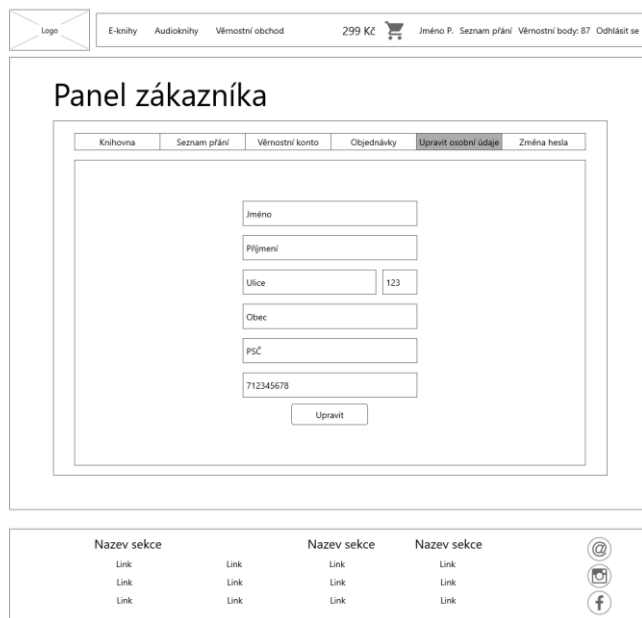 Logo
E-knihy Audioknihy Věrnostní obchod 299 Kč Jméno P. Seznam přání Věrnostní body: 87 Odhlásit se
Panel zákazníka
Knihovna Seznam přání Věrnostní konto Objednávky Upravit osobní údaje Změna hesla
Jméno
Příjmení
Ulice 123
Obec
PSČ
712345678
Upravit
Nazev sekce Nazev sekce Nazev sekce
Link Link Link Link
Link Link Link Link
Link Link Link Link